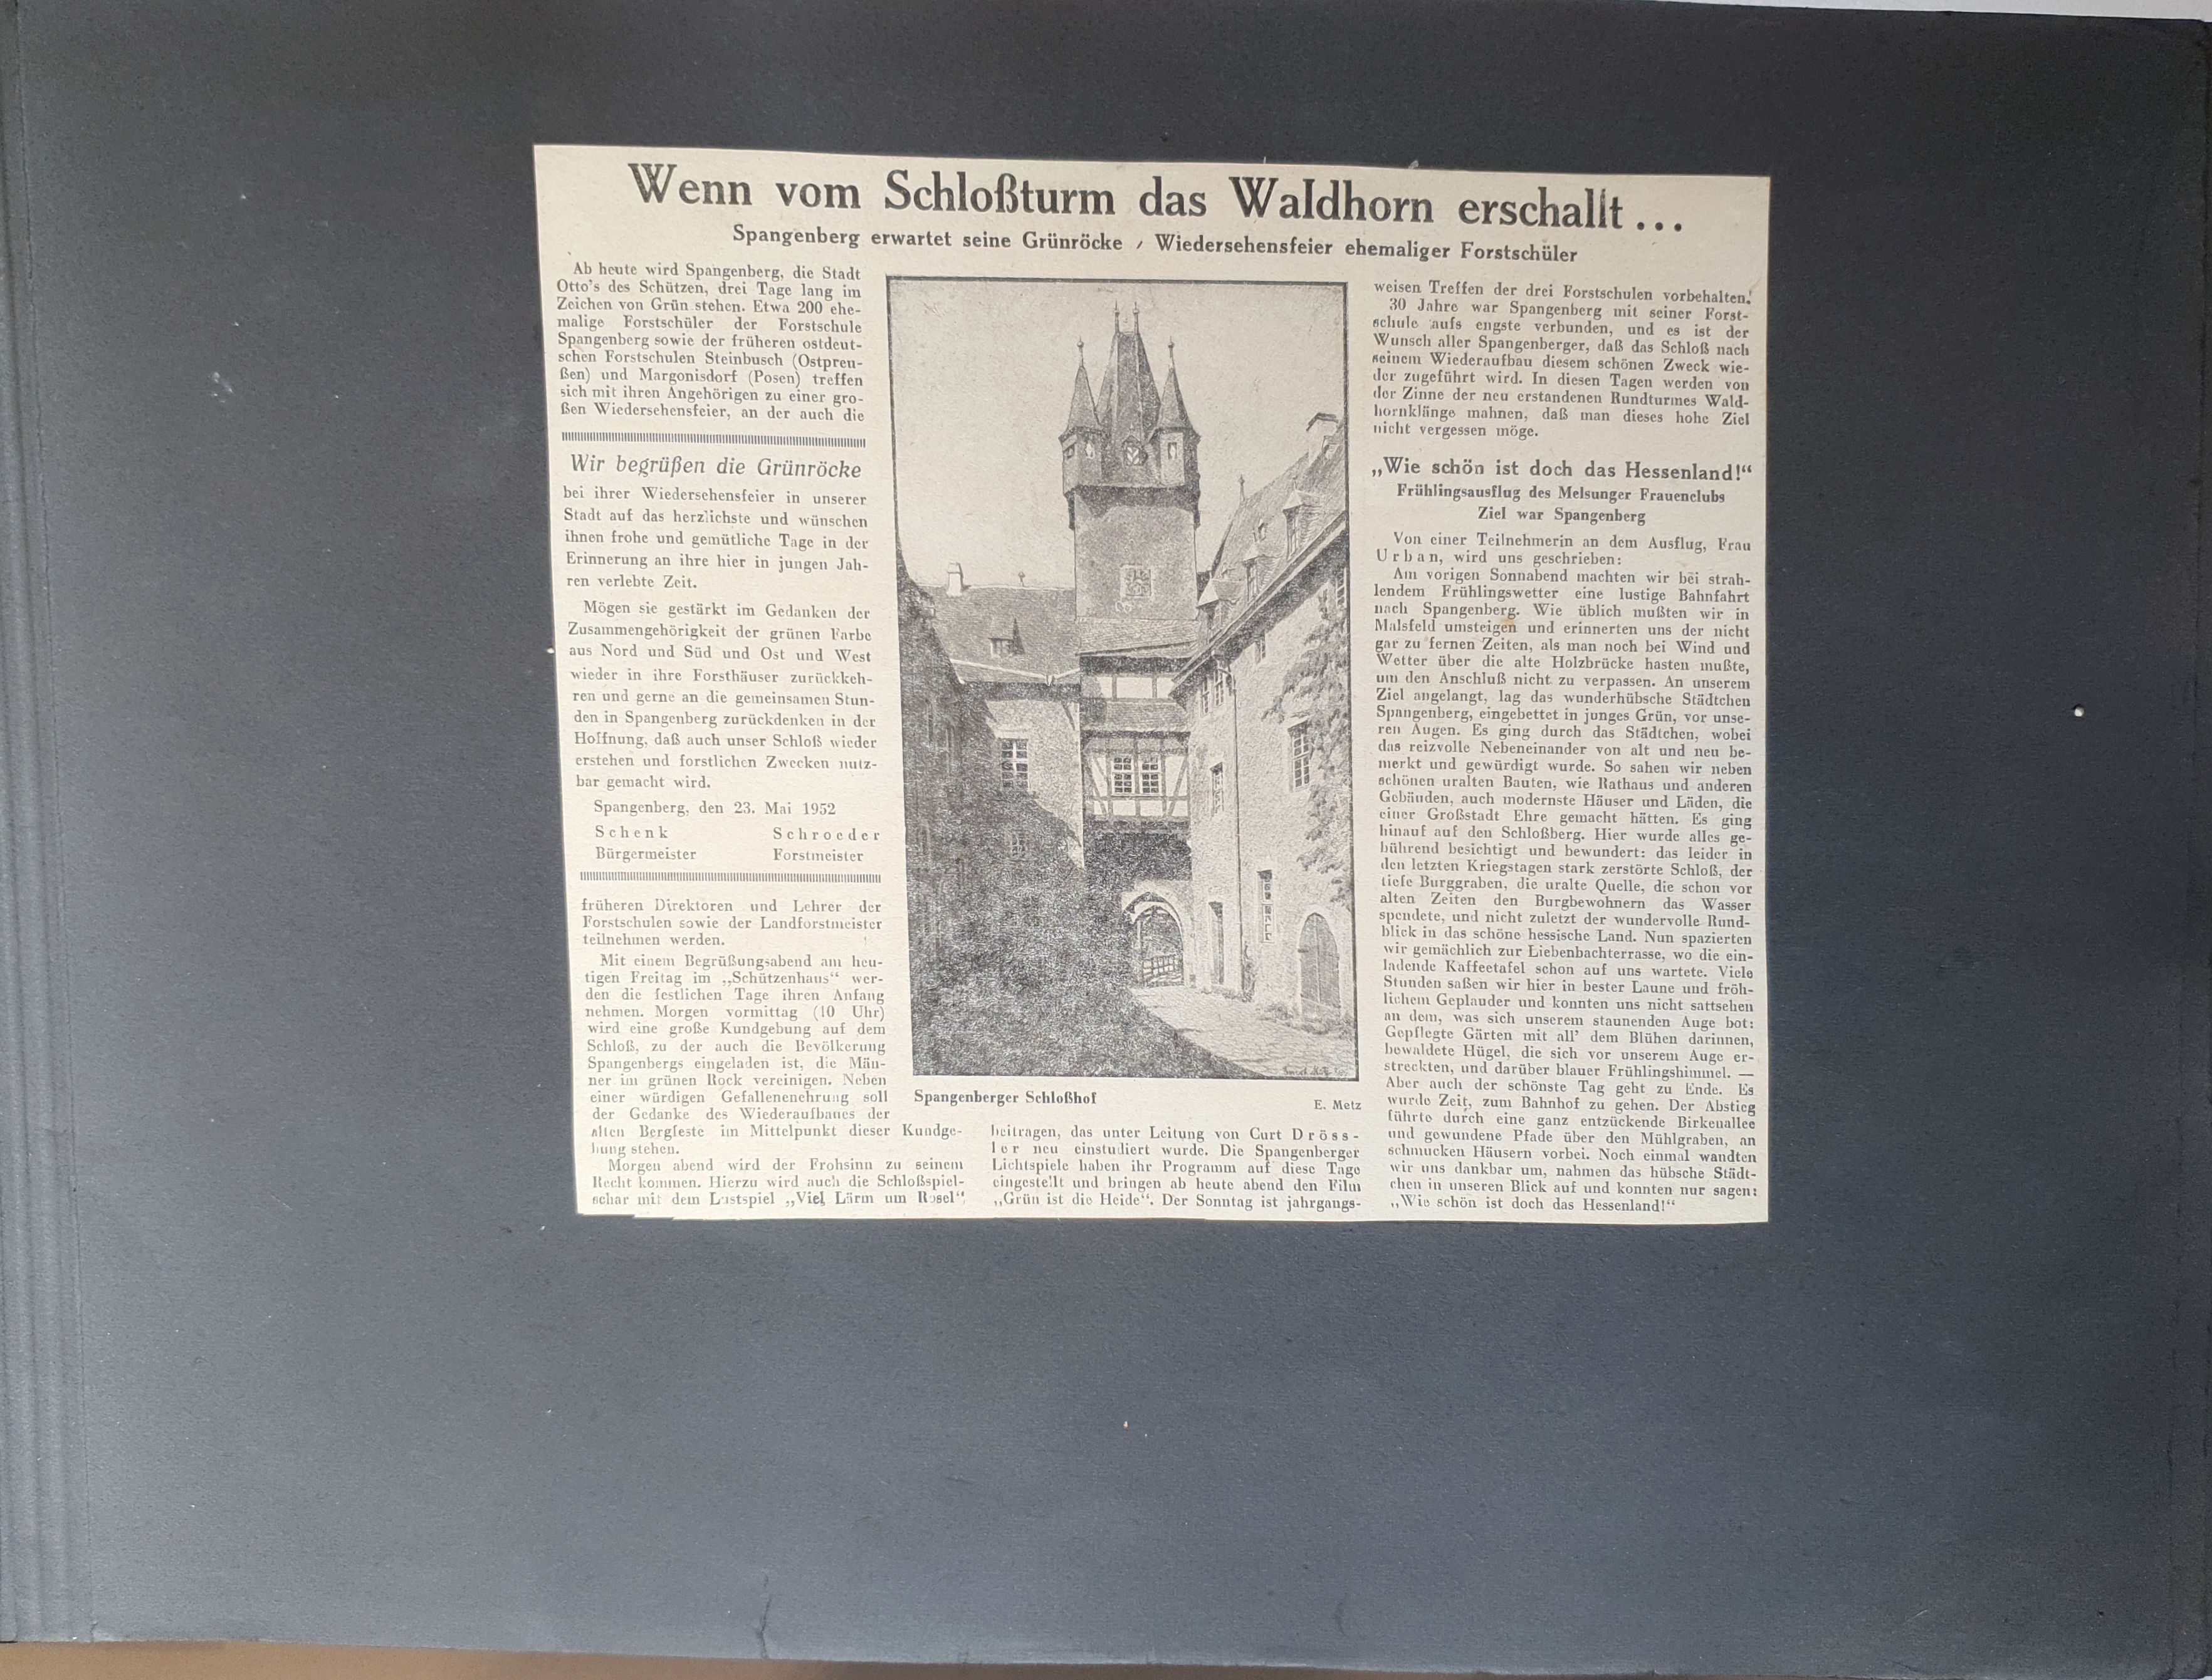 Wenn vom Schloßturm das Waldhorn erschallt ...
Spangenberg erwartet seine Grünröcke / Wiedersehensfeier ehemaliger Forstschüler
Ab heute wird Spangenberg, die Stadt
Otto's des Schützen, drei Tage lang im
Zeichen von Grün stehen. Etwa 200 ehe-
malige Forstschüler der Forstschule
Spangenberg sowie der früheren ostdeut-
schen Forstschulen Steinbusch (Ostpreu-
ßen) und Margonisdorf (Posen) treffen
sich mit ihren Angehörigen zu einer gro-
ßen Wiedersehensfeier, an der auch die
Wir begrüßen die Grünröcke
bei ihrer Wiedersehensfeier in unserer
Stadt auf das herzlichste und wünschen
ihnen frohe und gemütliche Tage in der
Erinnerung an ihre hier in jungen Jah-
ren verlebte Zeit.
Mögen sie gestärkt im Gedanken der
Zusammengehörigkeit der grünen Farbe
aus Nord und Süd und Ost und West
wieder in ihre Forsthäuser zurückkeh-
ren und gerne an die gemeinsamen Stun-
den in Spangenberg zurückdenken in der
Hoffnung, daß auch unser Schloß wieder
erstehen und forstlichen Zwecken nutz-
bar gemacht wird.
Spangenberg, den 23. Mai 1952
Schenk Schroeder
Bürgermeister Forstmeister
früheren Direktoren und Lehrer der
Forstschulen sowie der Landforstmeister
teilnehmen werden.
Mit einem Begrüßungsabend am heu-
tigen Freitag im „Schützenhaus“ wer-
den die festlichen Tage ihren Anfang
nehmen. Morgen vormittag (10 Uhr)
wird eine große Kundgebung auf dem
Schloß, zu der auch die Bevölkerung
Spangenbergs eingeladen ist, die Män-
ner im grünen Rock vereinigen. Neben
einer würdigen Gefallenenehrung soll
der Gedanke des Wiederaufbaues der
alten Bergfeste im Mittelpunkt dieser Kundge-
bung stehen.
Morgen abend wird der Frohsinn zu seinem
Recht kommen. Hierzu wird auch die Schloßspiel-
schar mit dem Lustspiel „Viel Lärm um Rosel“
Spangenberger Schloßhof
E. Metz
beitragen, das unter Leitung von Curt Dröss-
ler neu einstudiert wurde. Die Spangenberger
Lichtspiele haben ihr Programm auf diese Tage
eingestellt und bringen ab heute abend den Film
„Grün ist die Heide“. Der Sonntag ist jahrgangs-
weisen Treffen der drei Forstschulen vorbehalten.
30 Jahre war Spangenberg mit seiner Forst-
schule aufs engste verbunden, und es ist der
Wunsch aller Spangenberger, daß das Schloß nach
seinem Wiederaufbau diesem schönen Zweck wie-
der zugeführt wird. In diesen Tagen werden von
der Zinne der neu erstandenen Rundturmes Wald-
hornklänge mahnen, daß man dieses hohe Ziel
nicht vergessen möge.
„Wie schön ist doch das Hessenland!“
Frühlingsausflug des Melsunger Frauenclubs
Ziel war Spangenberg
Von einer Teilnehmerin an dem Ausflug, Frau
Urban, wird uns geschrieben:
Am vorigen Sonnabend machten wir bei strah-
lendem Frühlingswetter eine lustige Bahnfahrt
nach Spangenberg. Wie üblich mußten wir in
Malsfeld umsteigen und erinnerten uns der nicht
gar zu fernen Zeiten, als man noch bei Wind und
Wetter über die alte Holzbrücke hasten mußte,
um den Anschluß nicht zu verpassen. An unserem
Ziel angelangt, lag das wunderhübsche Städtchen
Spangenberg, eingebettet in junges Grün, vor unse-
ren Augen. Es ging durch das Städtchen, wobei
das reizvolle Nebeneinander von alt und neu be-
merkt und gewürdigt wurde. So sahen wir neben
schönen uralten Bauten, wie Rathaus und anderen
Gebäuden, auch modernste Häuser und Läden, die
einer Großstadt Ehre gemacht hätten. Es ging
hinauf auf den Schloßberg. Hier wurde alles ge-
bührend besichtigt und bewundert: das leider in
den letzten Kriegstagen stark zerstörte Schloß, der
tiefe Burggraben, die uralte Quelle, die schon vor
alten Zeiten den Burgbewohnern das Wasser
spendete, und nicht zuletzt der wundervolle Rund-
blick in das schöne hessische Land. Nun spazierten
wir gemächlich zur Liebenbachterrasse, wo die ein-
ladende Kaffeetafel schon auf uns wartete. Viele
Stunden saßen wir hier in bester Laune und fröh-
lichem Geplauder und konnten uns nicht sattsehen
an dem, was sich unserem staunenden Auge bot:
Gepflegte Gärten mit all' dem Blühen darinnen,
bewaldete Hügel, die sich vor unserem Auge er-
streckten, und darüber blauer Frühlingshimmel. —
Aber auch der schönste Tag geht zu Ende. Es
wurde Zeit, zum Bahnhof zu gehen. Der Abstieg
führte durch eine ganz entzückende Birkenallee
und gewundene Pfade über den Mühlgraben, an
schmucken Häusern vorbei. Noch einmal wandten
wir uns dankbar um, nahmen das hübsche Städt-
chen in unseren Blick auf und konnten nur sagen:
„Wie schön ist doch das Hessenland!“